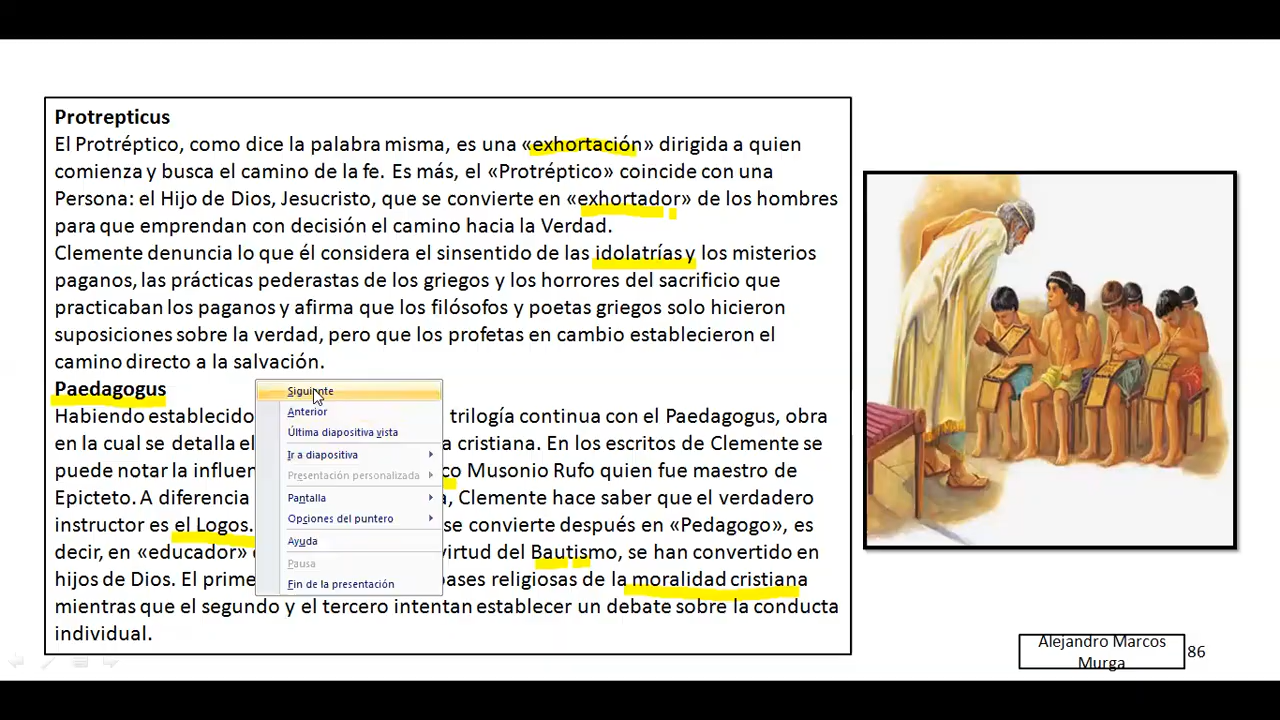 Protrepticus
El Protréptico, como dice la palabra misma, es una «exhortación» dirigida a quien
comienza y busca el camino de la fe. Es más, el «Protréptico» coincide con una
Persona: el Hijo de Dios, Jesucristo, que se convierte en «exhortador» de los hombres
para que emprendan con decisión el camino hacia la Verdad.
Clemente denuncia lo que él considera el sinsentido de las idolatrías y los misterios
paganos, las prácticas pederastas de los griegos y los horrores del sacrificio que
practicaban los paganos y afirma que los filósofos y poetas griegos solo hicieron
suposiciones sobre la verdad, pero que los profetas en cambio establecieron el
camino directo a la salvación.
Paedagogus
Habiendo establecido trilogía continua con el Paedagogus, obra
en la cual se detalla el cristiana. En los escritos de Clemente se
puede notar la Musonio Rufo quien fue maestro de
Epicteto. A diferencia Clemente hace saber que el verdadero
instructor es el Logos. se convierte después en «Pedagogo», es
decir, en «educador» virtud del Bautismo, se han convertido en
hijos de Dios. El bases religiosas de la moralidad cristiana
mientras que el segundo y el tercero intentan establecer un debate sobre la conducta
individual.
Siguiente
Anterior
Última diapositiva vista
Ir a diapositiva
Presentación personalizada
Pantalla
Opciones del puntero
Ayuda
Pausa
Fin de la presentación
Alejandro Marcos
Murga
86